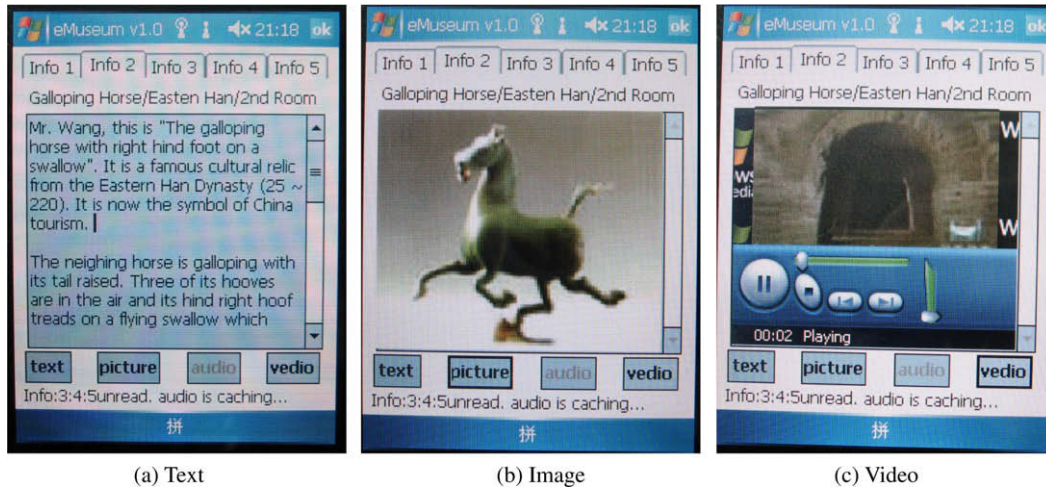 eMuseum v1.0 21:18 ok
Info 1 Info 2 Info 3 Info 4 Info 5
Galloping Horse/Easten Han/2nd Room
Mr. Wang, this is "The galloping
horse with right hind foot on a
swallow". It is a famous cultural relic
from the Eastern Han Dynasty (25 ~
220). It is now the symbol of China
tourism.
The neighing horse is galloping with
its tail raised. Three of its hooves
are in the air and its hind right hoof
treads on a flying swallow which
text picture audio vedio
Info:3:4:5unread. audio is caching...
拼
(a) Text
eMuseum v1.0 21:18 ok
Info 1 Info 2 Info 3 Info 4 Info 5
Galloping Horse/Easten Han/2nd Room
text picture audio vedio
Info:3:4:5unread. audio is caching...
拼
(b) Image
eMuseum v1.0 21:18 ok
Info 1 Info 2 Info 3 Info 4 Info 5
Galloping Horse/Easten Han/2nd Room
00:02 Playing
text picture audio vedio
Info:3:4:5unread. audio is caching...
拼
(c) Video